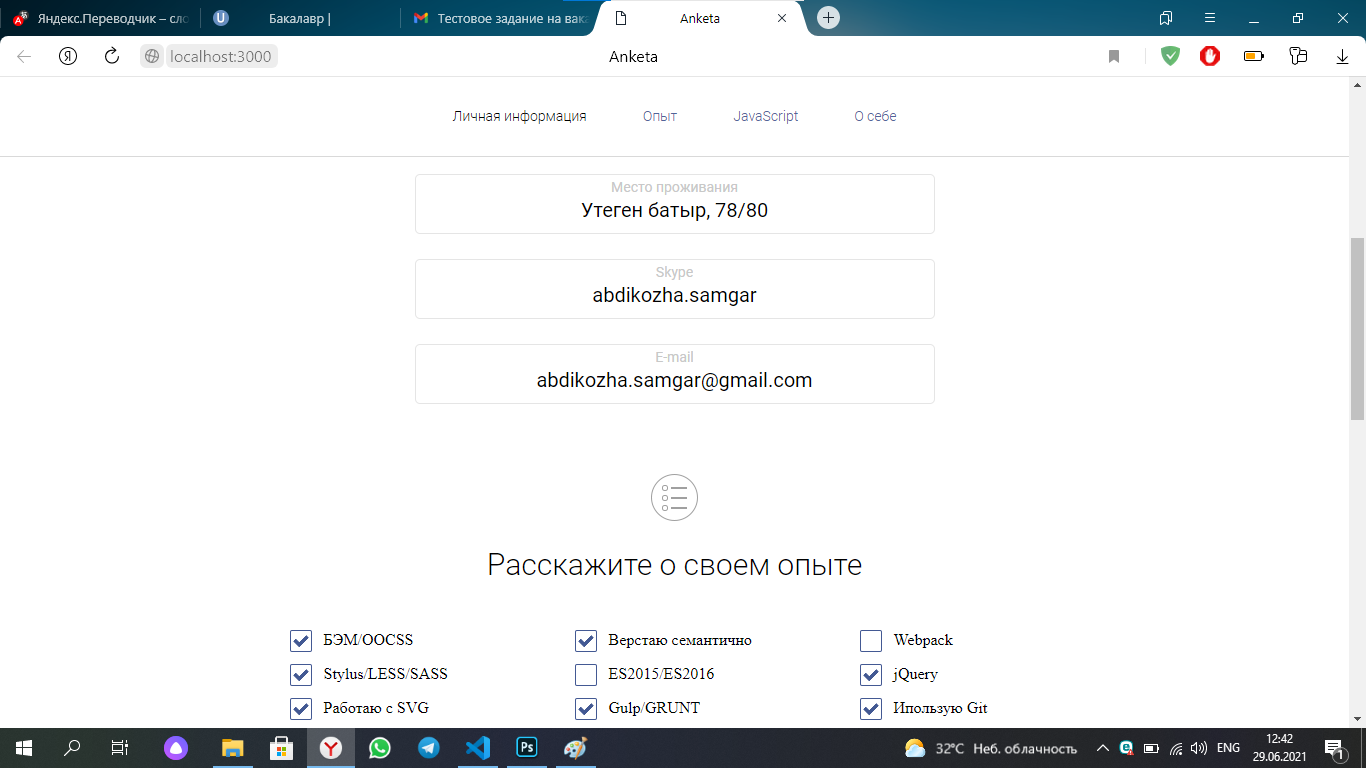 Яндекс.Переводчик – сло
Бакалавр |
Тестовое задание на вака
Anketa
localhost:3000
Anketa
Личная информация
Опыт
JavaScript
О себе
Место проживания
Утеген батыр, 78/80
Skype
abdikozha.samgar
E-mail
abdikozha.samgar@gmail.com
Расскажите о своем опыте
БЭМ/OOCSS
Верстаю семантично
Webpack
Stylus/LESS/SASS
ES2015/ES2016
jQuery
Работаю с SVG
Gulp/GRUNT
Ипользую Git
Ps
32°C Неб. облачность
ENG
12:42
29.06.2021
1